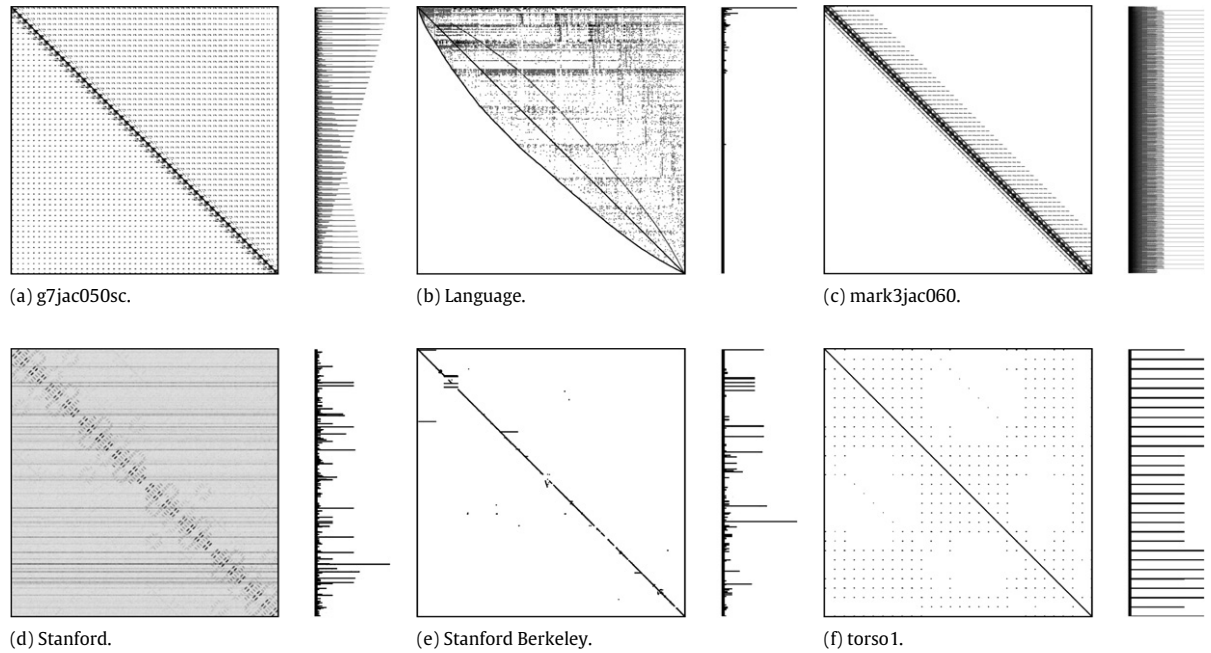 (a) g7jac050sc.
(b) Language.
(c) mark3jac060.
(d) Stanford.
(e) Stanford Berkeley.
(f) torso1.